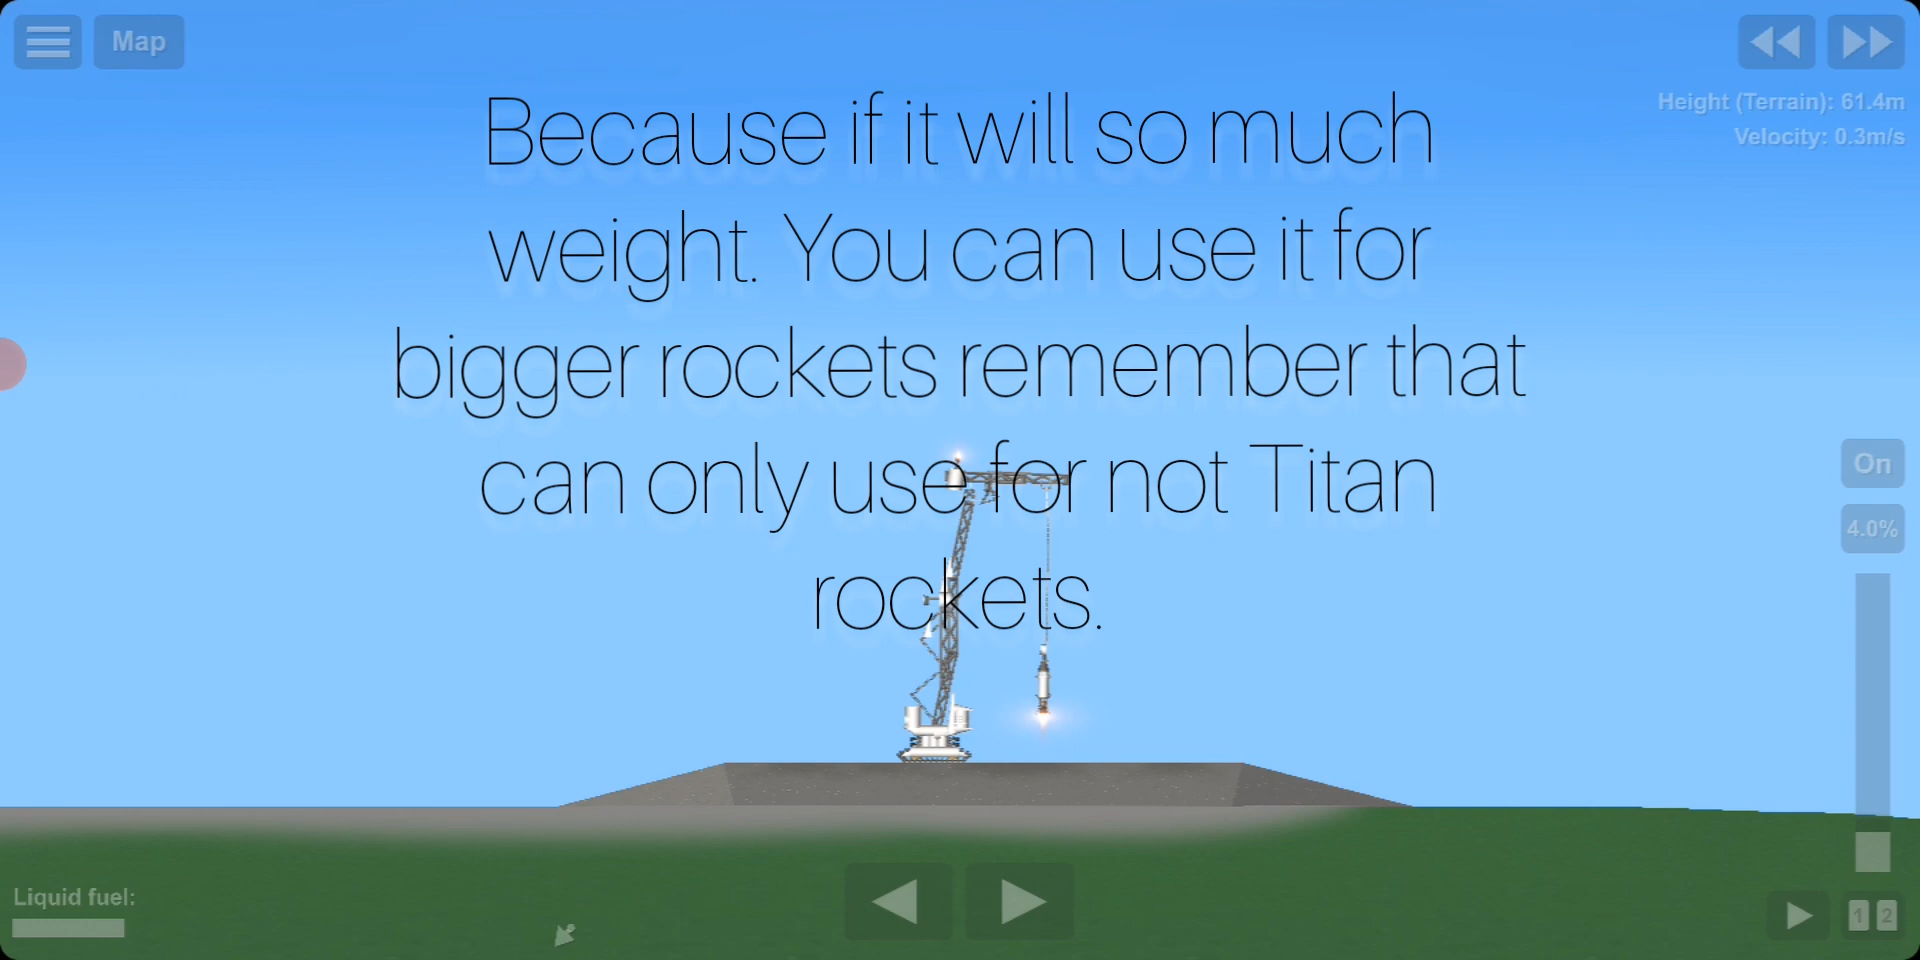 Map
Height (Terrain): 61.4m
Velocity: 0.3m/s
Because if it will so much
weight. You can use it for
bigger rockets remember that
can only use for not Titan
rockets.
On
4.0%
Liquid fuel:
1 2